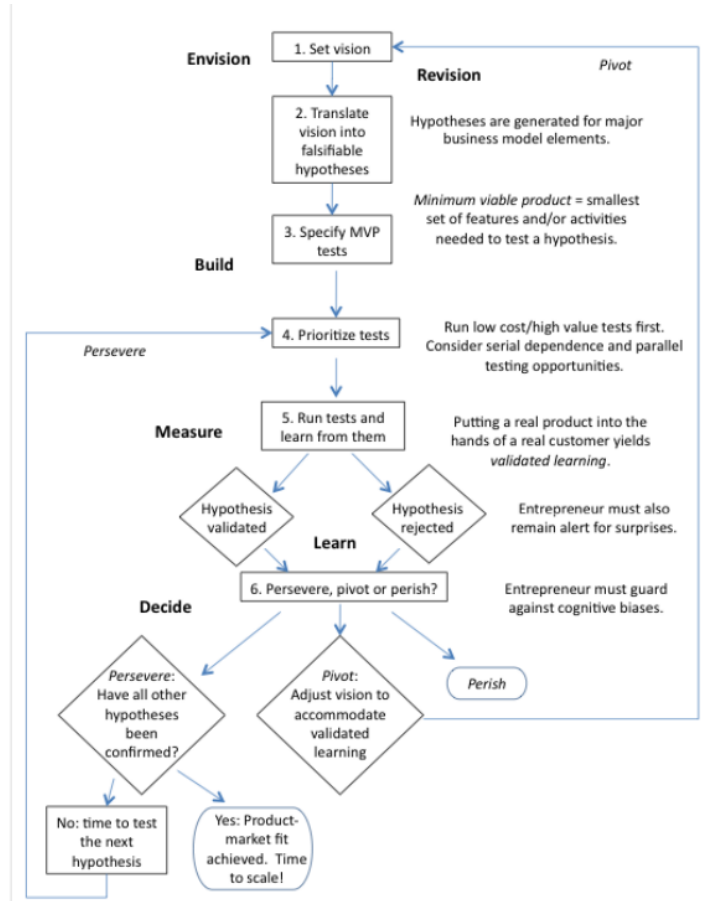 1. Set vision
Envision
Pivot
Revision
2. Translate
vision into
falsifiable
hypotheses
Hypotheses are generated for major
business model elements.
Minimum viable product = smallest
set of features and/or activities
needed to test a hypothesis.
3. Specify MVP
tests
Build
4. Prioritize tests
Persevere
Run low cost/high value tests first.
Consider serial dependence and parallel
testing opportunities.
5. Run tests and
learn from them
Measure
Putting a real product into the
hands of a real customer yields
validated learning.
Hypothesis
validated
Hypothesis
rejected
Entrepreneur must also
remain alert for surprises.
Learn
6. Persevere, pivot or perish?
Entrepreneur must guard
against cognitive biases.
Decide
Persevere:
Have all other
hypotheses
been
confirmed?
Pivot:
Adjust vision to
accommodate
validated
learning
Perish
No: time to test
the next
hypothesis
Yes: Product-
market fit
achieved. Time
to scale!